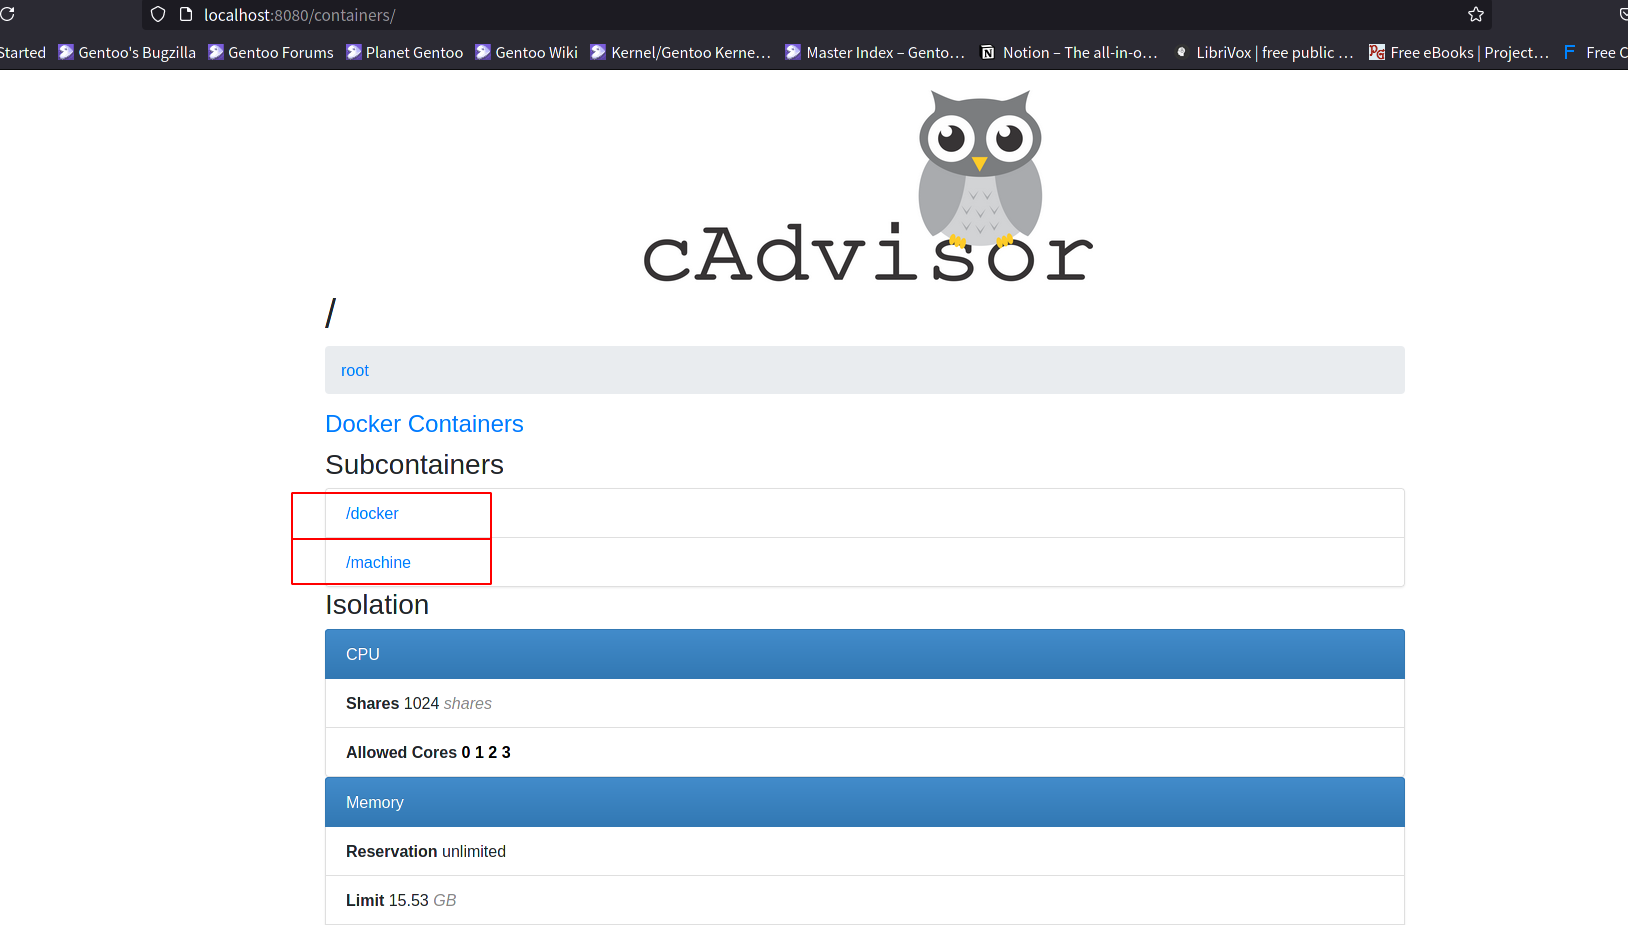 localhost:8080/containers/
Started Gentoo's Bugzilla Gentoo Forums Planet Gentoo Gentoo Wiki Kernel/Gentoo Kerne… Master Index – Gento… Notion – The all-in-o… LibriVox | free public … Free eBooks | Project… Free C
cAdvisor
/
root
Docker Containers
Subcontainers
/docker
/machine
Isolation
CPU
Shares 1024 shares
Allowed Cores 0 1 2 3
Memory
Reservation unlimited
Limit 15.53 GB